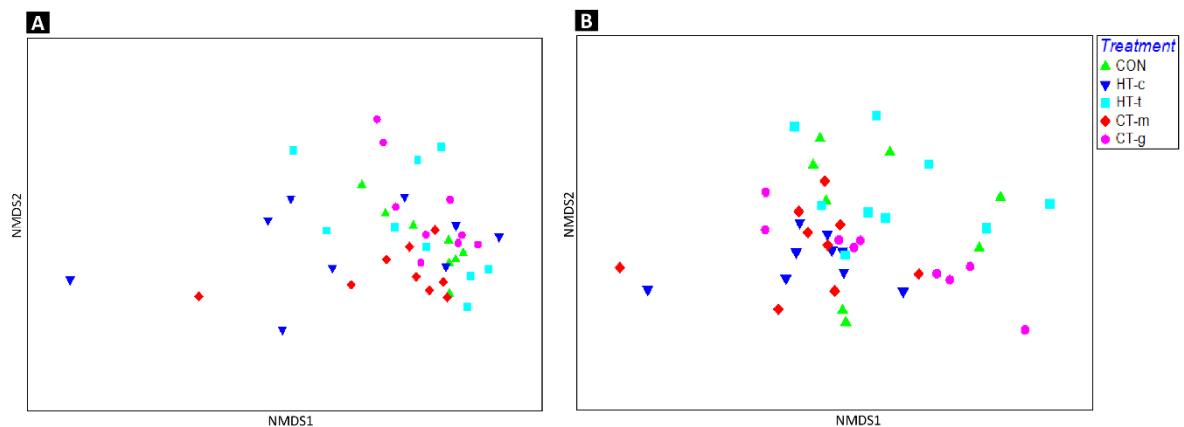 A
B
NMDS2
NMDS1
NMDS2
NMDS1
Treatment
CON
HT-c
HT-t
CT-m
CT-g